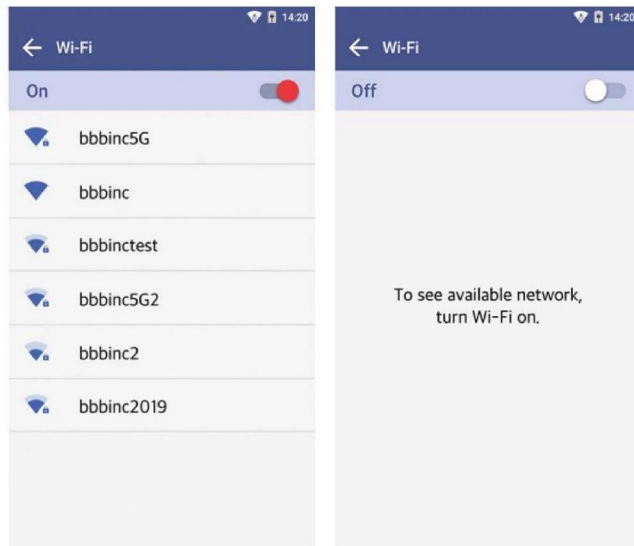 14:20
Wi-Fi
On
bbbinc5G
bbbinc
bbbinctest
bbbinc5G2
bbbinc2
bbbinc2019
14:20
Wi-Fi
Off
To see available network,
turn Wi-Fi on.